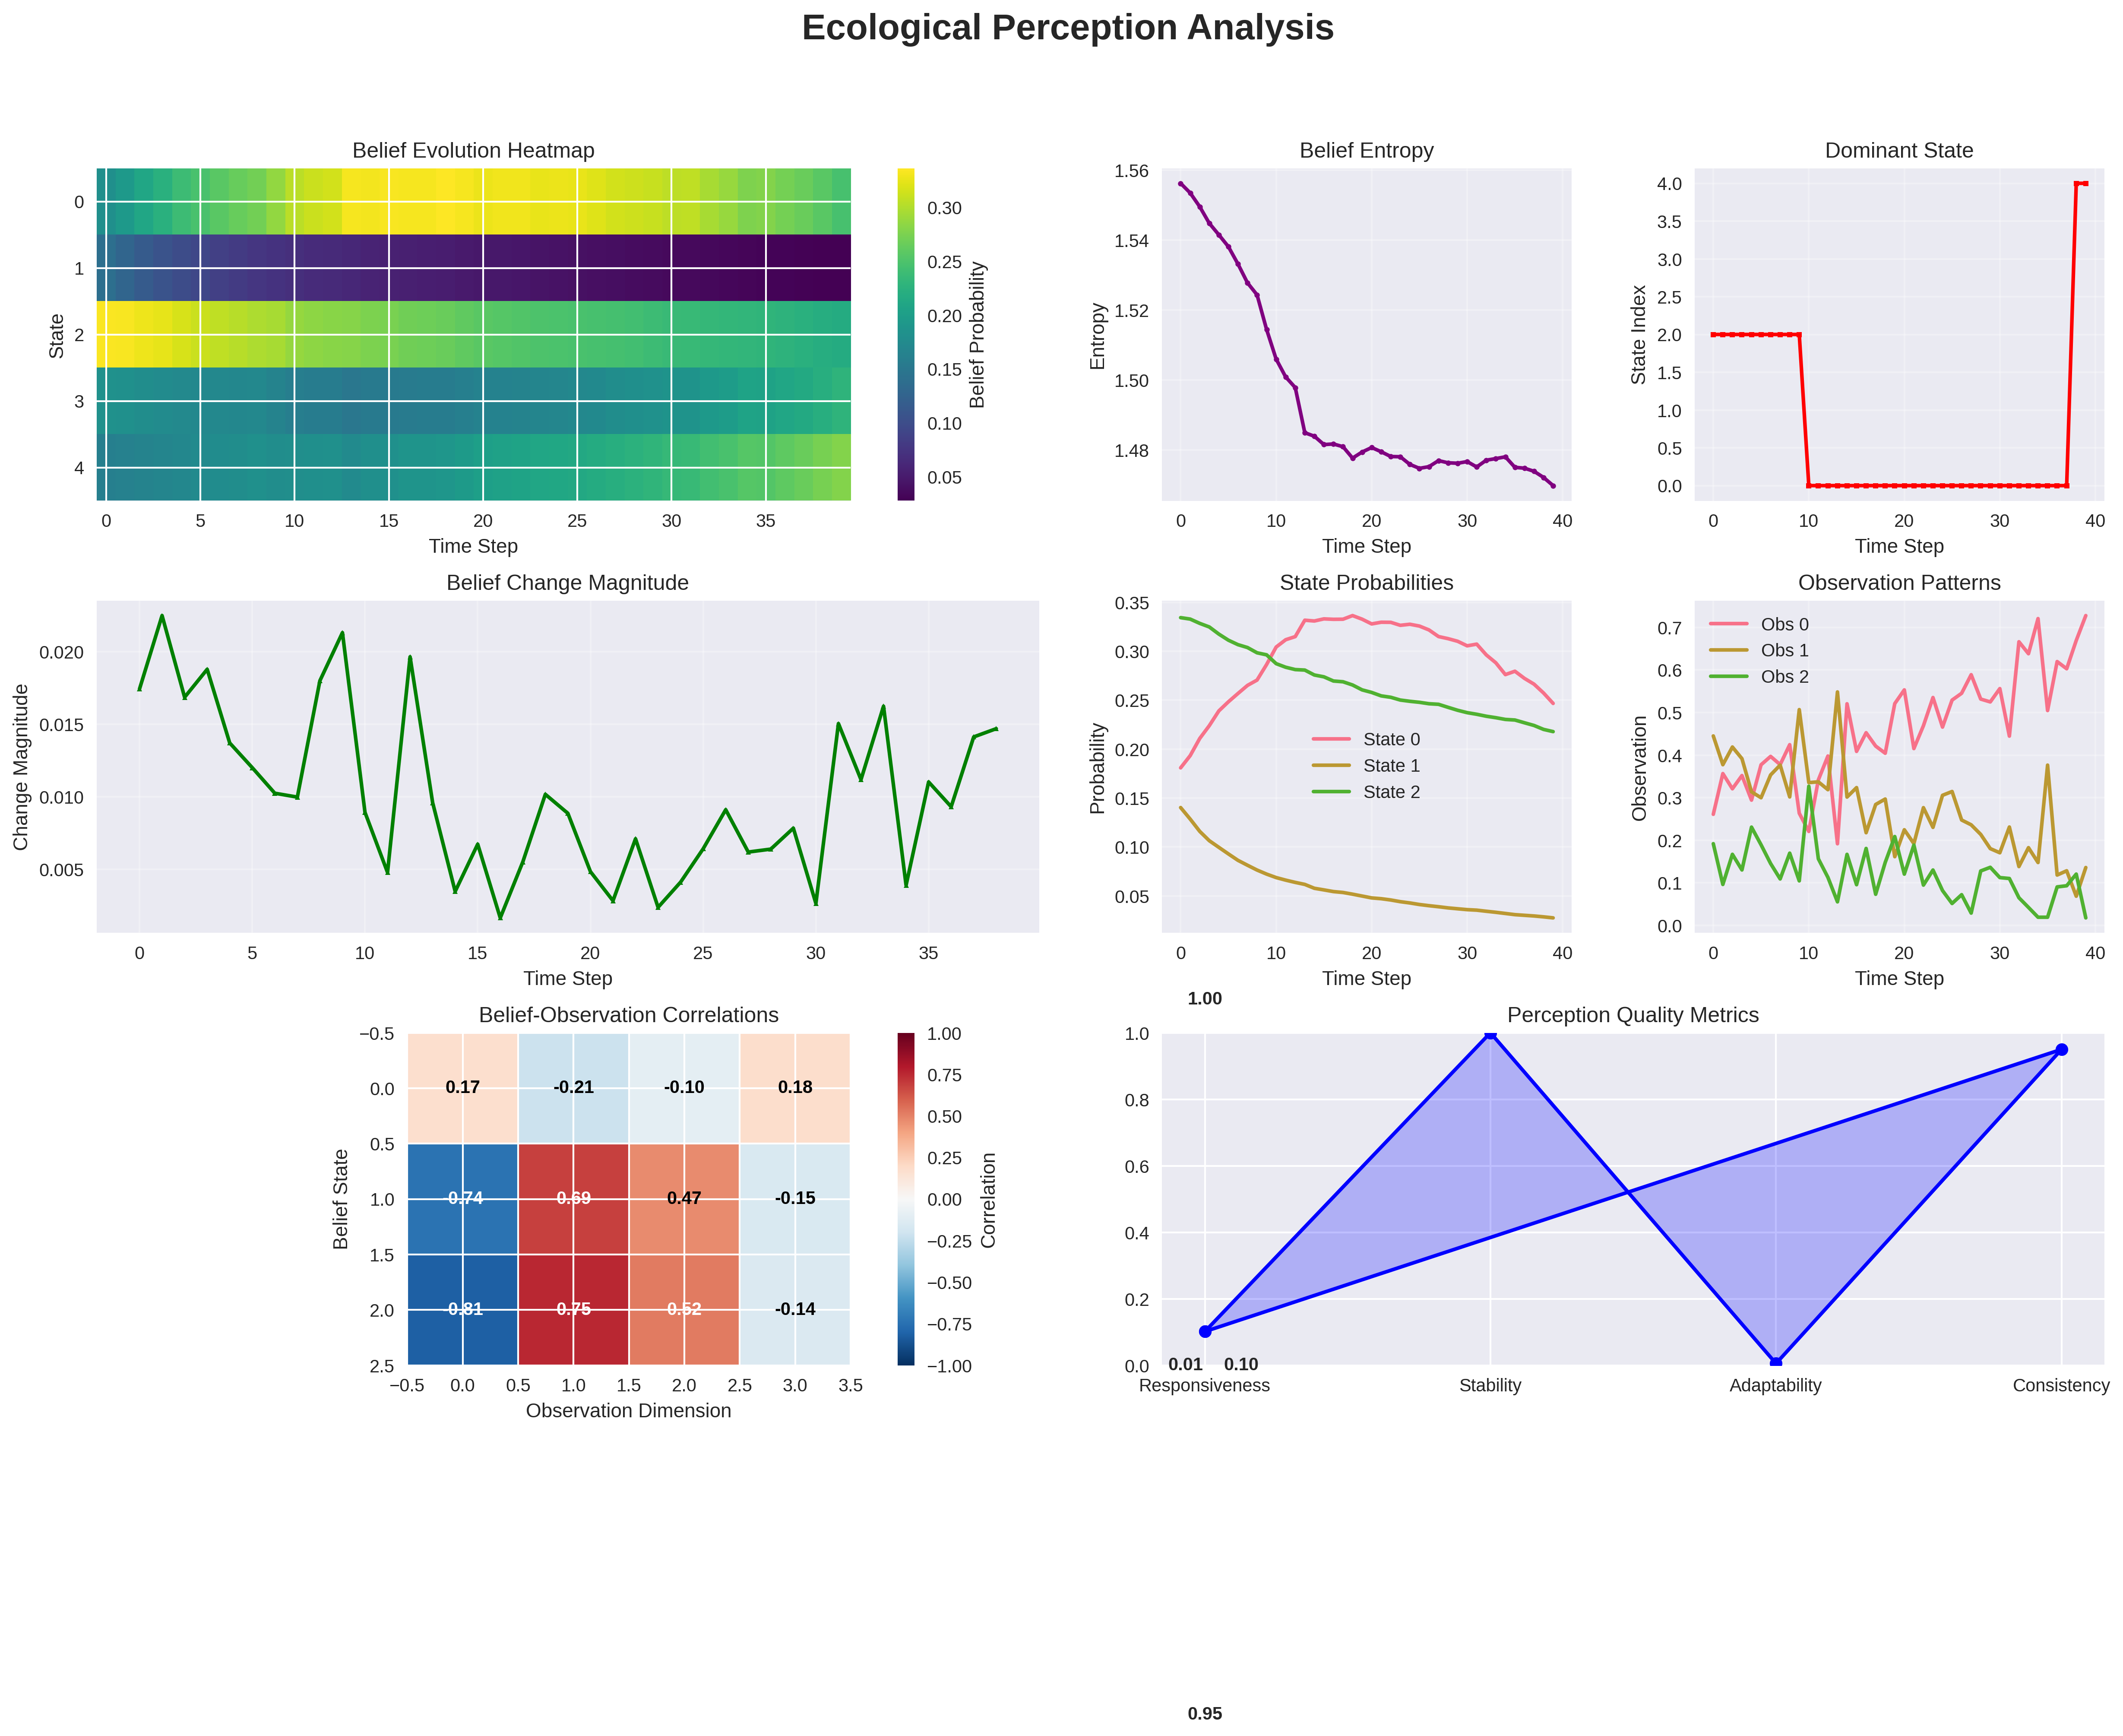 Ecological Perception Analysis
Belief Evolution Heatmap
0
1
2
3
4
State
0 5 10 15 20 25 30 35
Time Step
0.30
0.25
0.20
0.15
0.10
0.05
Belief Probability
Belief Entropy
1.56
1.54
1.52
1.50
1.48
Entropy
0 10 20 30 40
Time Step
Dominant State
4.0
3.5
3.0
2.5
2.0
1.5
1.0
0.5
0.0
State Index
0 10 20 30 40
Time Step
Belief Change Magnitude
0.020
0.015
0.010
0.005
Change Magnitude
0 5 10 15 20 25 30 35
Time Step
State Probabilities
0.35
0.30
0.25
0.20
0.15
0.10
0.05
Probability
State 0
State 1
State 2
0 10 20 30 40
Time Step
Observation Patterns
0.7
0.6
0.5
0.4
0.3
0.2
0.1
0.0
Observation
Obs 0
Obs 1
Obs 2
0 10 20 30 40
Time Step
Belief-Observation Correlations
−0.5
0.0
0.5
1.0
1.5
2.0
2.5
Belief State
0.17 -0.21 -0.10 0.18
-0.74 0.69 0.47 -0.15
-0.81 0.75 0.52 -0.14
−0.5 0.0 0.5 1.0 1.5 2.0 2.5 3.0 3.5
Observation Dimension
1.00
0.75
0.50
0.25
0.00
−0.25
−0.50
−0.75
−1.00
Correlation
1.00
Perception Quality Metrics
1.0
0.8
0.6
0.4
0.2
0.0
0.01 0.10
Responsiveness Stability Adaptability Consistency
0.95